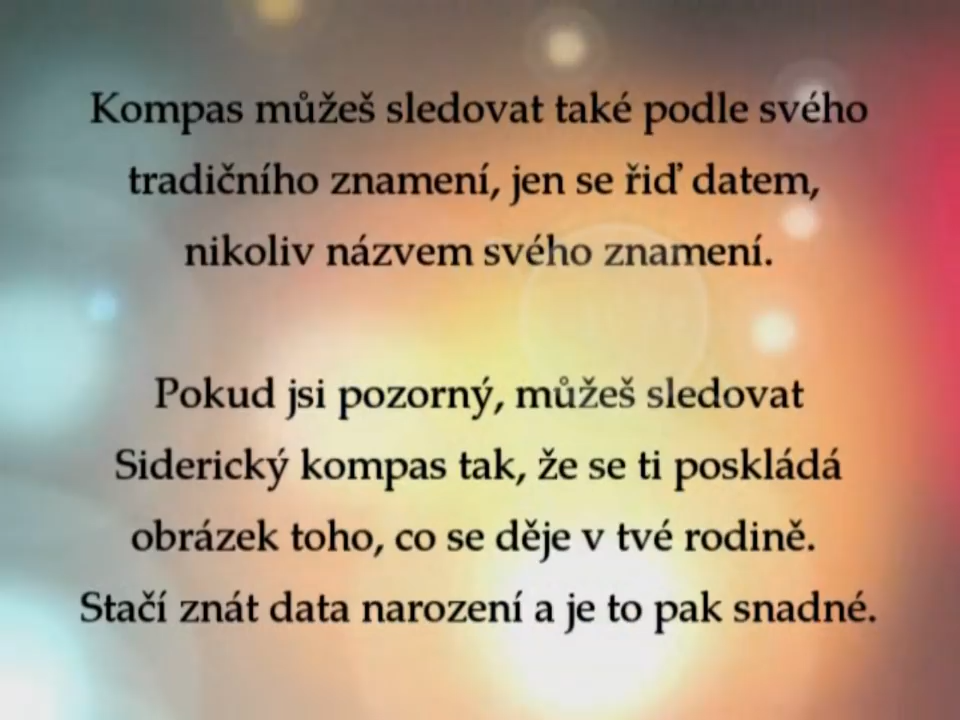 Kompas můžeš sledovat také podle svého
tradičního znamení, jen se řiď datem,
nikoliv názvem svého znamení.
Pokud jsi pozorný, můžeš sledovat
Siderický kompas tak, že se ti poskládá
obrázek toho, co se děje v tvé rodině.
Stačí znát data narození a je to pak snadné.